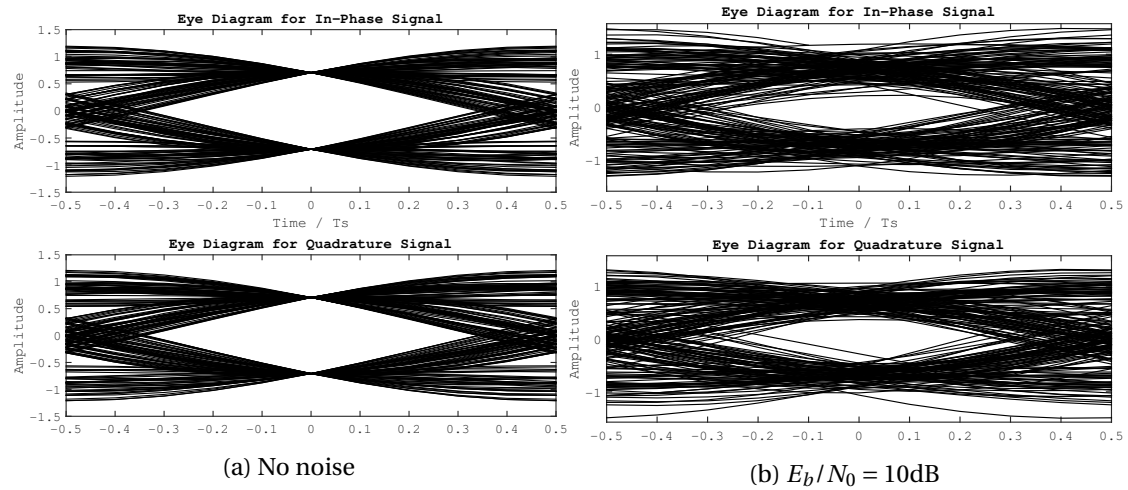 Eye Diagram for In-Phase Signal
1.5
1
0.5
0
-0.5
-1
-1.5
Amplitude
-0.5 -0.4 -0.3 -0.2 -0.1 0 0.1 0.2 0.3 0.4 0.5
Time / Ts
Eye Diagram for Quadrature Signal
1.5
1
0.5
0
-0.5
-1
-1.5
Amplitude
-0.5 -0.4 -0.3 -0.2 -0.1 0 0.1 0.2 0.3 0.4 0.5
(a) No noise
Eye Diagram for In-Phase Signal
1
0
-1
Amplitude
-0.5 -0.4 -0.3 -0.2 -0.1 0 0.1 0.2 0.3 0.4 0.5
Time / Ts
Eye Diagram for Quadrature Signal
1
0
-1
Amplitude
-0.5 -0.4 -0.3 -0.2 -0.1 0 0.1 0.2 0.3 0.4 0.5
(b) E_b/N_0 = 10dB